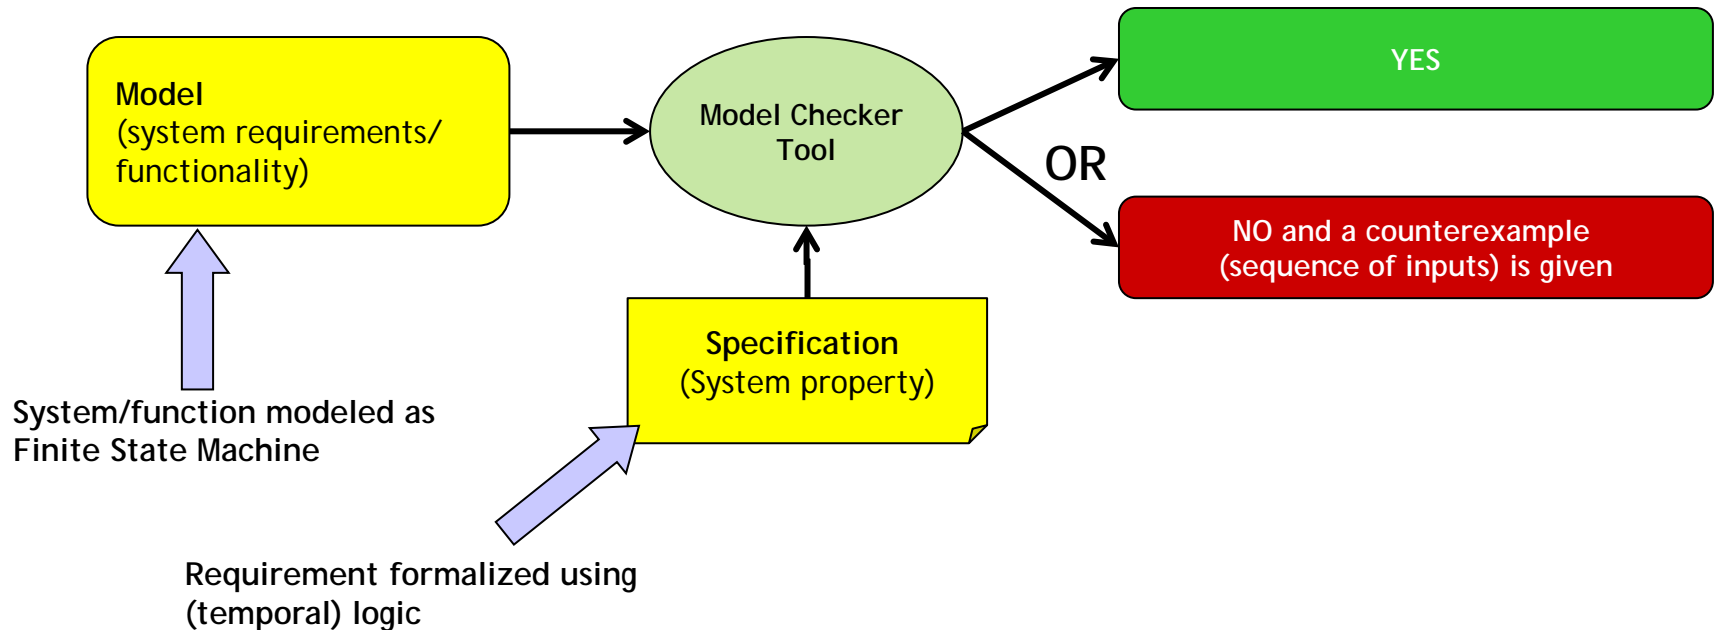 Model
(system requirements/
functionality)
Model Checker
Tool
YES
OR
NO and a counterexample
(sequence of inputs) is given
Specification
(System property)
System/function modeled as
Finite State Machine
Requirement formalized using
(temporal) logic